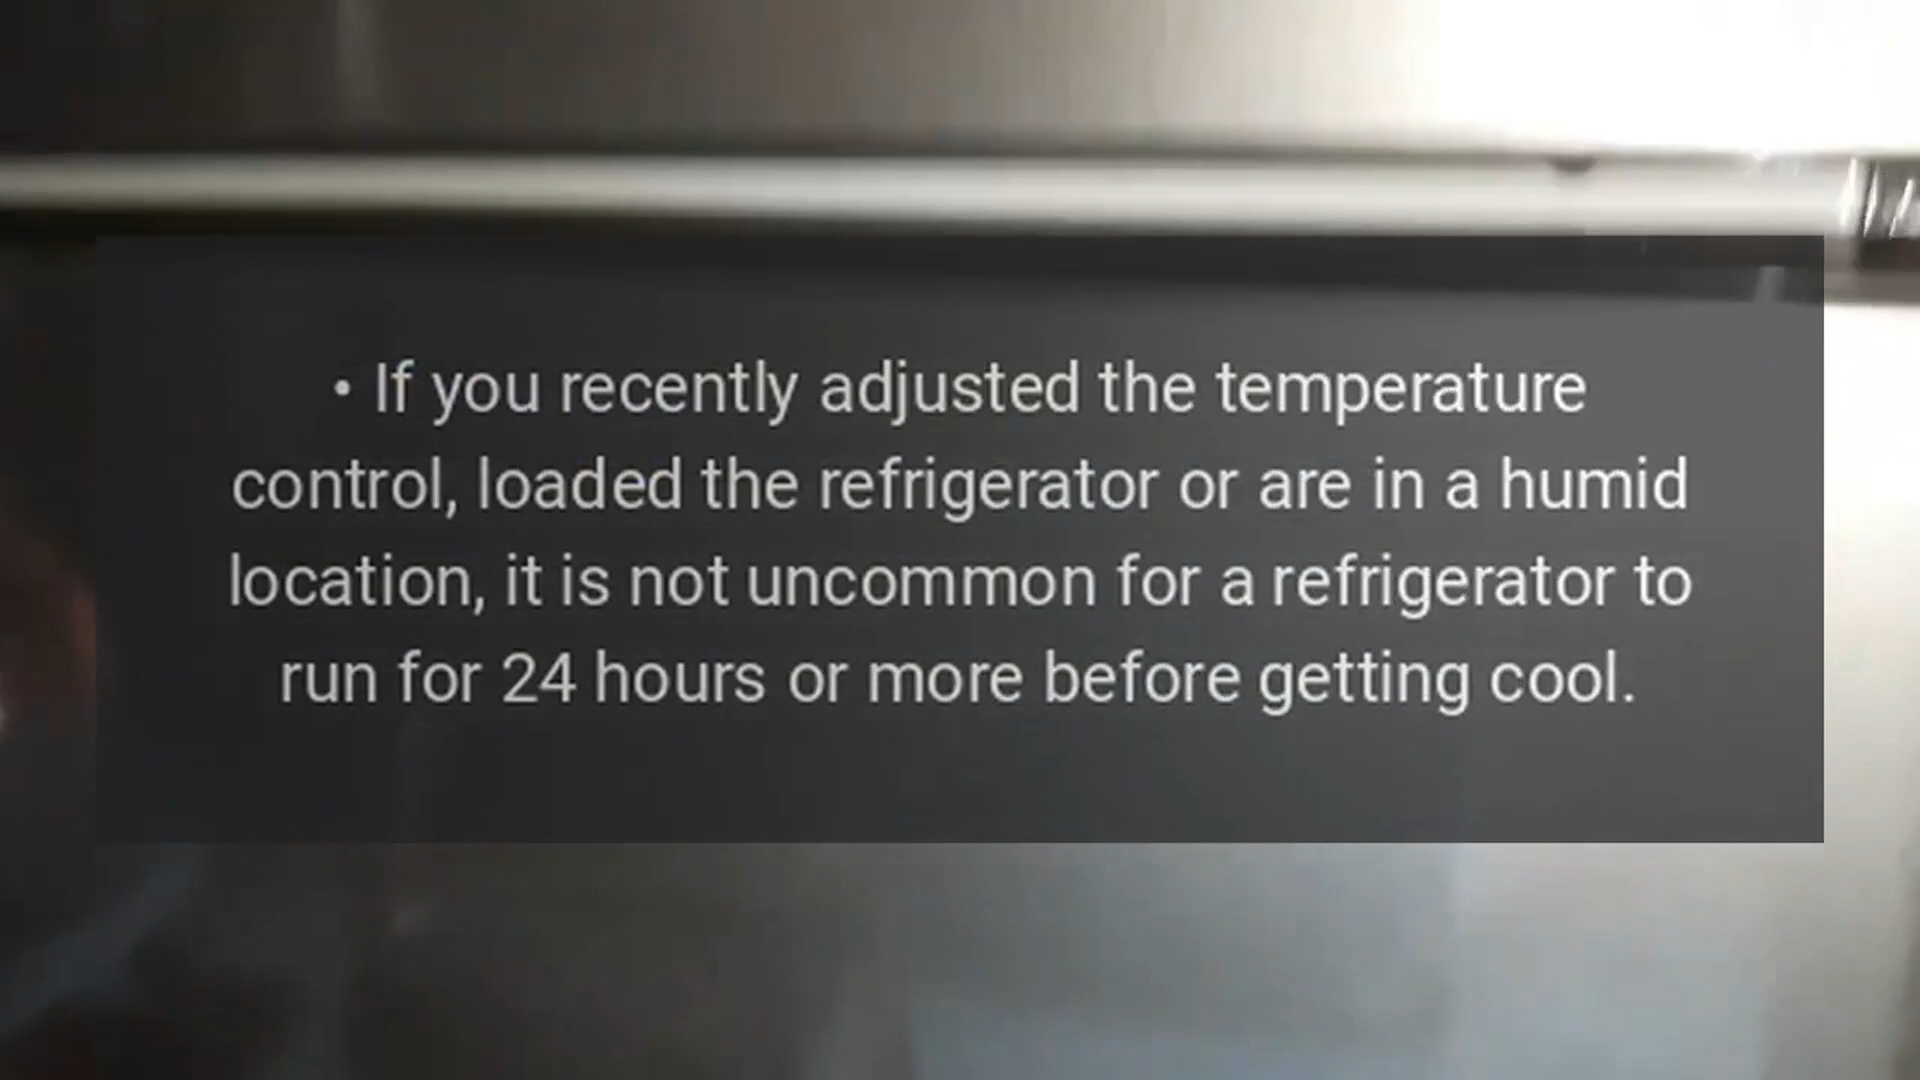 • If you recently adjusted the temperature
control, loaded the refrigerator or are in a humid
location, it is not uncommon for a refrigerator to
run for 24 hours or more before getting cool.